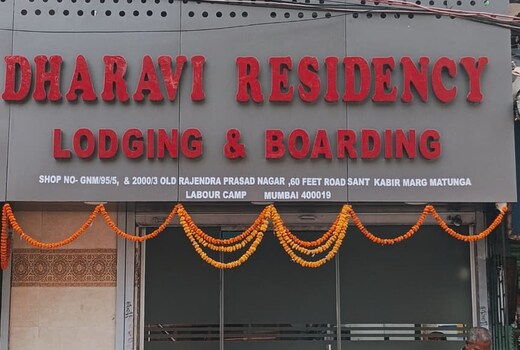 DHARAVI RESIDENCY
LODGING & BOARDING
SHOP NO- GNM/95/5, & 2000/3 OLD RAJENDRA PRASAD NAGAR ,60 FEET ROAD SANT KABIR MARG MATUNGA
LABOUR CAMP MUMBAI 400019